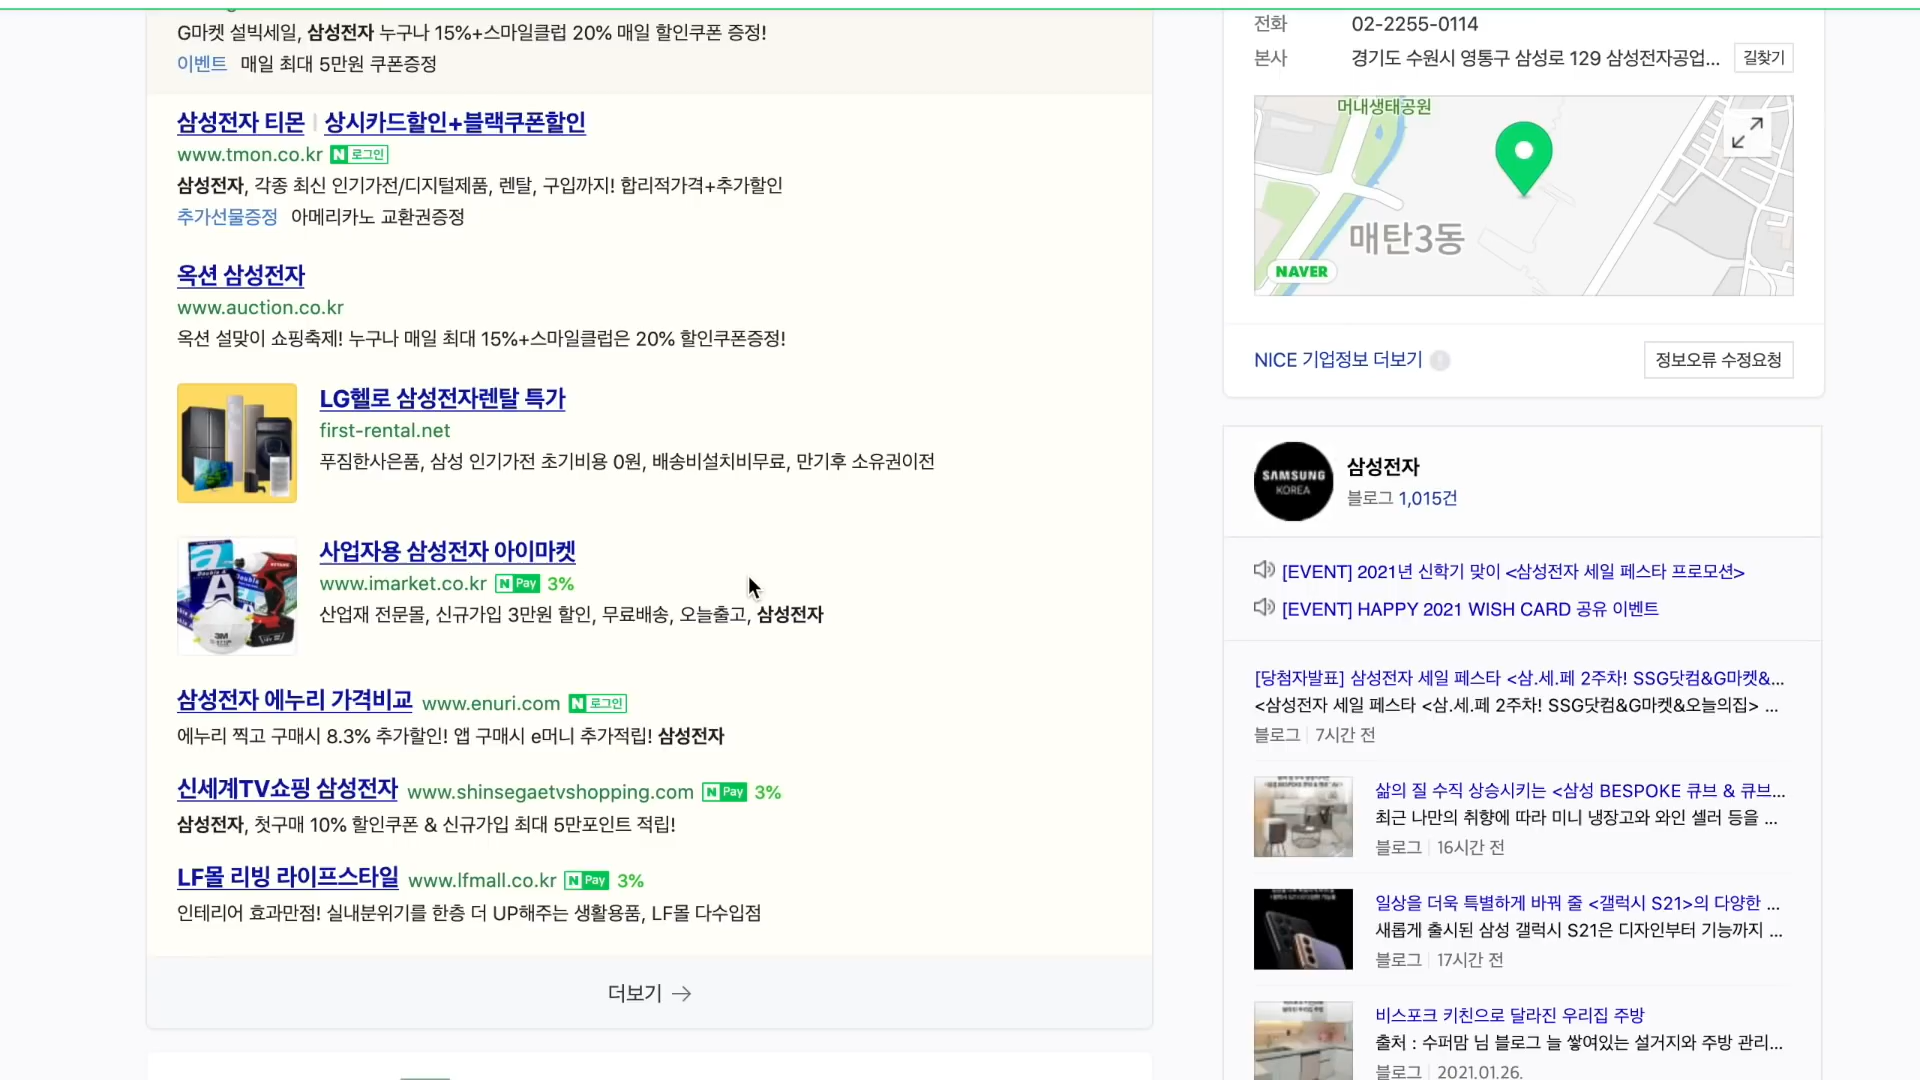 G마켓 설빅세일, 삼성전자 누구나 15%+스마일클럽 20% 매일 할인쿠폰 증정!
이벤트 매일 최대 5만원 쿠폰증정
삼성전자 티몬 | 상시카드할인+블랙쿠폰할인
www.tmon.co.kr N 로그인
삼성전자, 각종 최신 인기가전/디지털제품, 렌탈, 구입까지! 합리적가격+추가할인
추가선물증정 아메리카노 교환권증정
옥션 삼성전자
www.auction.co.kr
옥션 설맞이 쇼핑축제! 누구나 매일 최대 15%+스마일클럽은 20% 할인쿠폰증정!
LG헬로 삼성전자렌탈 특가
first-rental.net
푸짐한사은품, 삼성 인기가전 초기비용 0원, 배송비설치비무료, 만기후 소유권이전
사업자용 삼성전자 아이마켓
www.imarket.co.kr N Pay 3%
산업재 전문몰, 신규가입 3만원 할인, 무료배송, 오늘출고, 삼성전자
Double A
3M
삼성전자 에누리 가격비교 www.enuri.com N 로그인
에누리 찍고 구매시 8.3% 추가할인! 앱 구매시 e머니 추가적립! 삼성전자
신세계TV쇼핑 삼성전자 www.shinsegaetvshopping.com N Pay 3%
삼성전자, 첫구매 10% 할인쿠폰 & 신규가입 최대 5만포인트 적립!
LF몰 리빙 라이프스타일 www.lfmall.co.kr N Pay 3%
인테리어 효과만점! 실내분위기를 한층 더 UP해주는 생활용품, LF몰 다수입점
더보기 →
전화 02-2255-0114
본사 경기도 수원시 영통구 삼성로 129 삼성전자공업... 길찾기
머내생태공원
매탄3동
NAVER
NICE 기업정보 더보기 정보오류 수정요청
SAMSUNG
KOREA
삼성전자
블로그 1,015건
[EVENT] 2021년 신학기 맞이 <삼성전자 세일 페스타 프로모션>
[EVENT] HAPPY 2021 WISH CARD 공유 이벤트
[당첨자발표] 삼성전자 세일 페스타 <삼.세.페 2주차! SSG닷컴&G마켓&...
<삼성전자 세일 페스타 <삼.세.페 2주차! SSG닷컴&G마켓&오늘의집> ...
블로그 | 7시간 전
삶의 질 수직 상승시키는 <삼성 BESPOKE 큐브 & 큐브...
최근 나만의 취향에 따라 미니 냉장고와 와인 셀러 등을 ...
블로그 | 16시간 전
일상을 더욱 특별하게 바꿔 줄 <갤럭시 S21>의 다양한 ...
새롭게 출시된 삼성 갤럭시 S21은 디자인부터 기능까지 ...
블로그 | 17시간 전
비스포크 키친으로 달라진 우리집 주방
출처 : 수퍼맘 님 블로그 늘 쌓여있는 설거지와 주방 관리...
블로그 | 2021.01.26.